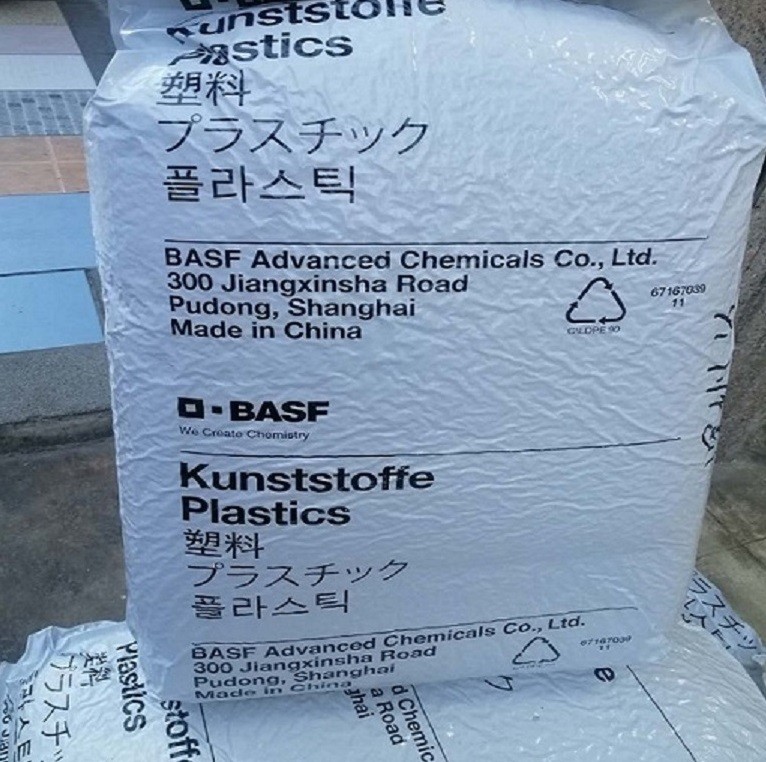 Kunststoffe
Plastics
塑料
プラスチック
플라스틱
BASF Advanced Chemicals Co., Ltd.
300 Jiangxinsha Road
Pudong, Shanghai
Made in China
67167039
11
BASF
We Create Chemistry
Kunststoffe
Plastics
塑料
プラスチック
플라스틱
BASF Advanced Chemicals Co., Ltd.
300 Jiangxinsha Road
Pudong, Shanghai
Made in China
67167039
11
Plastics
塑料